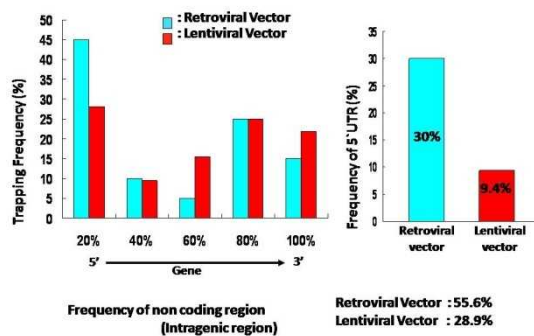 : Retroviral Vector
: Lentiviral Vector
Trapping Frequency (%)
50
45
40
35
30
25
20
15
10
5
0
20% 40% 60% 80% 100%
5' Gene 3'
Frequency of 5`UTR (%)
35
30
25
20
15
10
5
0
30%
9.4%
Retroviral vector
Lentiviral vector
Frequency of non coding region
(Intragenic region)
Retroviral Vector : 55.6%
Lentiviral Vector : 28.9%